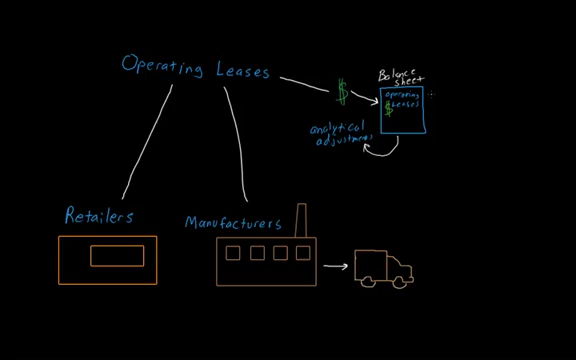 Operating Leases
$
Balance
sheet
operating
$ Leases
analytical
adjustments
Retailers
Manufacturers